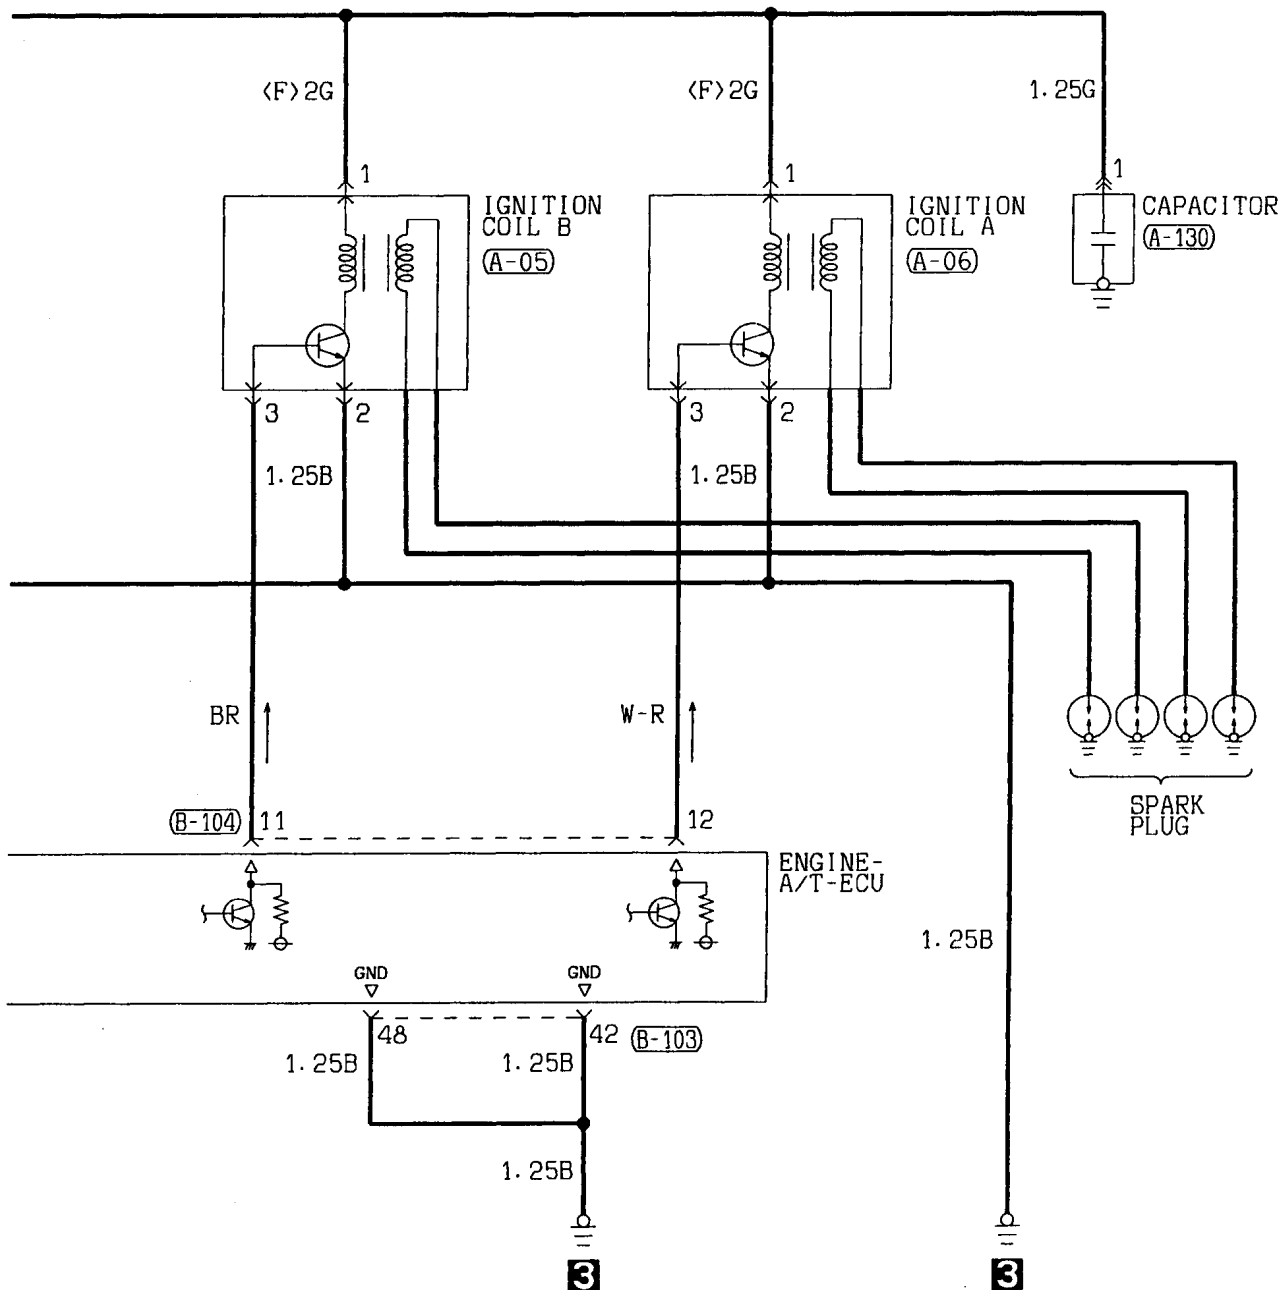 <F>2G
<F>2G
1.25G
1
1
1
IGNITION
COIL B
A-05
IGNITION
COIL A
A-06
CAPACITOR
A-130
3
2
3
2
1.25B
1.25B
BR
W-R
B-104
11
12
SPARK
PLUG
ENGINE-
A/T-ECU
1.25B
GND
GND
48
42
B-103
1.25B
1.25B
1.25B
3
3